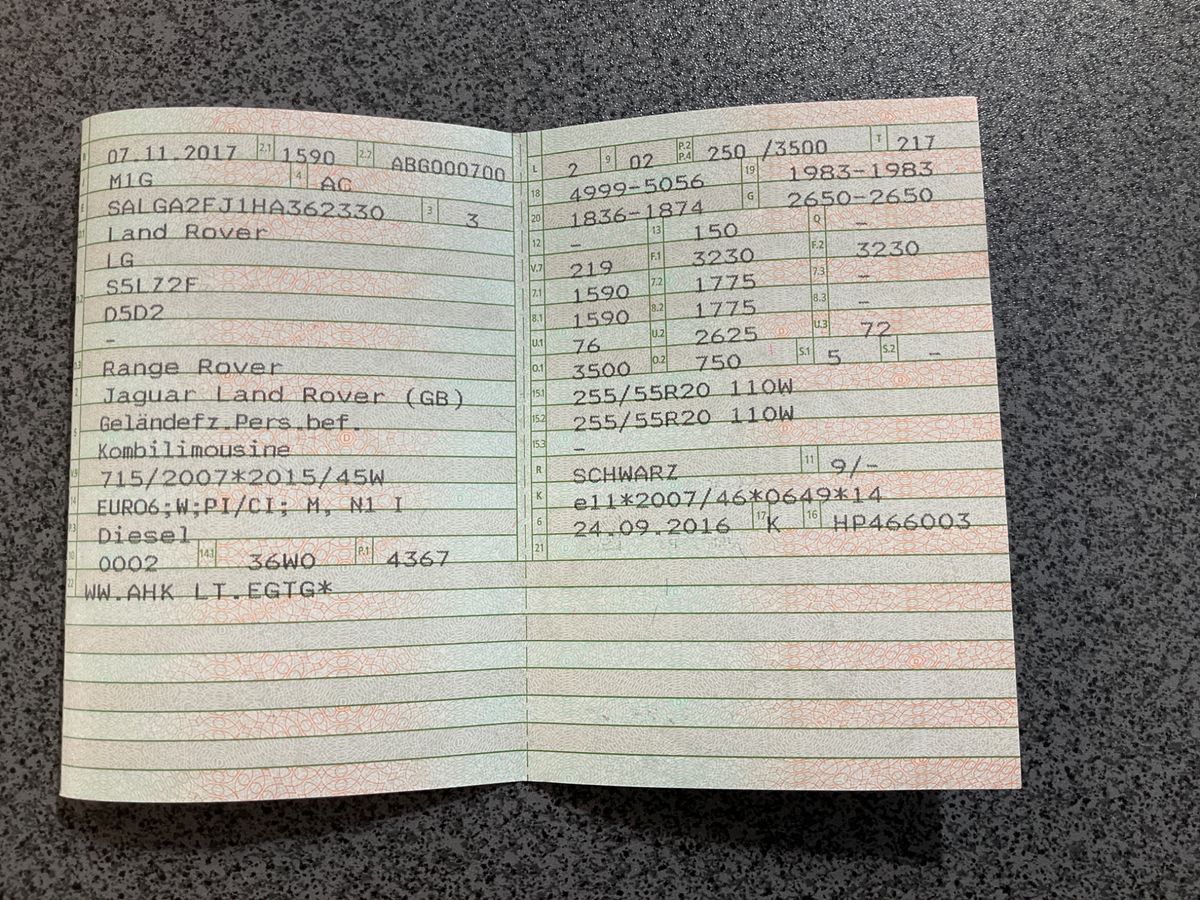 07.11.2017 2.1 1590 2.2 ABG000700
M1G 4 AC
SALGA2FJ1HA362330 3 3
Land Rover
LG
S5LZ2F
D5D2
–
Range Rover
Jaguar Land Rover (GB)
Geländefz.Pers.bef.
Kombilimousine
715/2007*2015/45W
EURO6;W;PI/CI; M, N1 I
Diesel
0002 14.1 36W0 P.1 4367
22 WW.AHK LT.EGTG*
L 2 9 02 P.2 P.4 250 /3500 T 217
18 4999-5056 19 1983-1983
20 1836-1874 G 2650-2650
12 – 13 150 Q –
V.7 219 F.1 3230 F.2 3230
7.1 1590 7.2 1775 7.3 –
8.1 1590 8.2 1775 8.3 –
U.1 76 U.2 2625 U.3 72
O.1 3500 O.2 750 S.1 5 S.2 –
15.1 255/55R20 110W
15.2 255/55R20 110W
15.3 –
R SCHWARZ 11 9/-
K e11*2007/46*0649*14
6 24.09.2016 17 K 16 HP466003
21